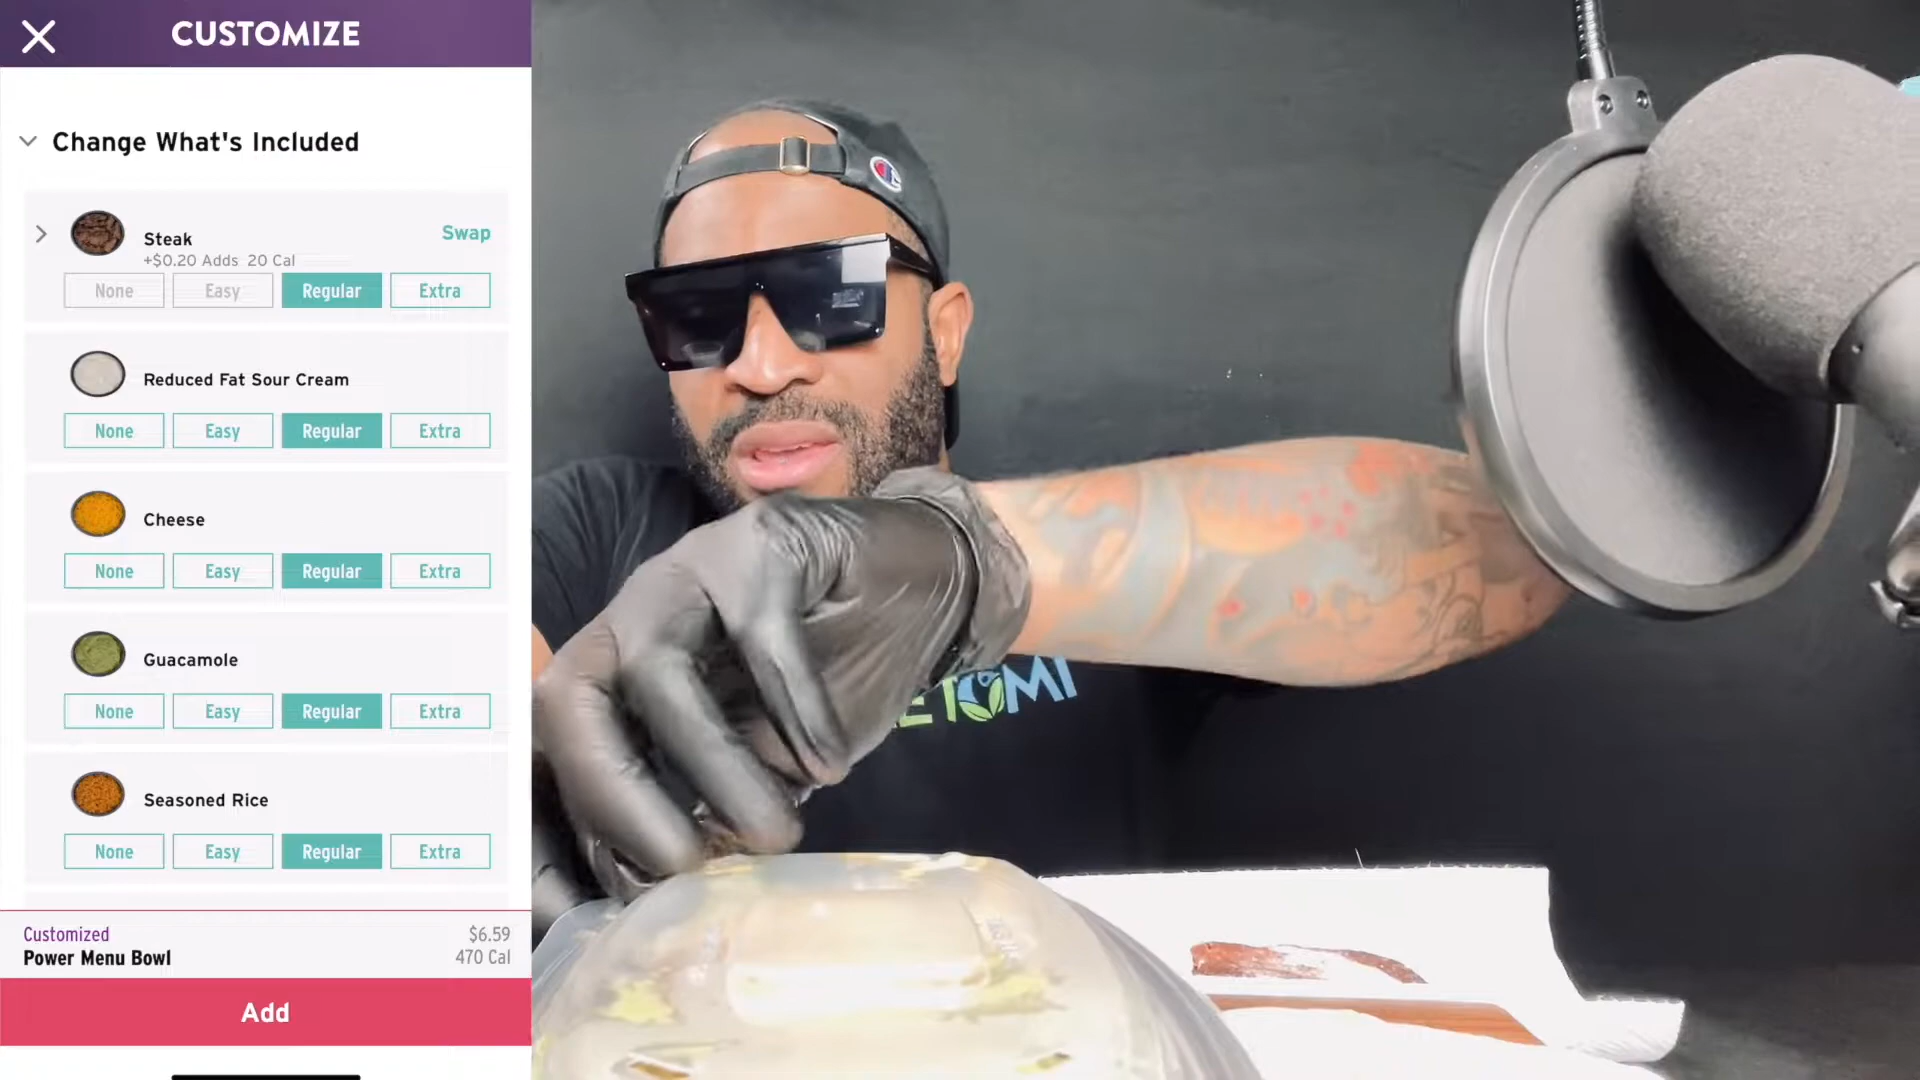 CUSTOMIZE
Change What's Included
Steak
Swap
+$0.20 Adds 20 Cal
None Easy Regular Extra
Reduced Fat Sour Cream
None Easy Regular Extra
Cheese
None Easy Regular Extra
Guacamole
None Easy Regular Extra
Seasoned Rice
None Easy Regular Extra
Customized $6.59
Power Menu Bowl 470 Cal
Add